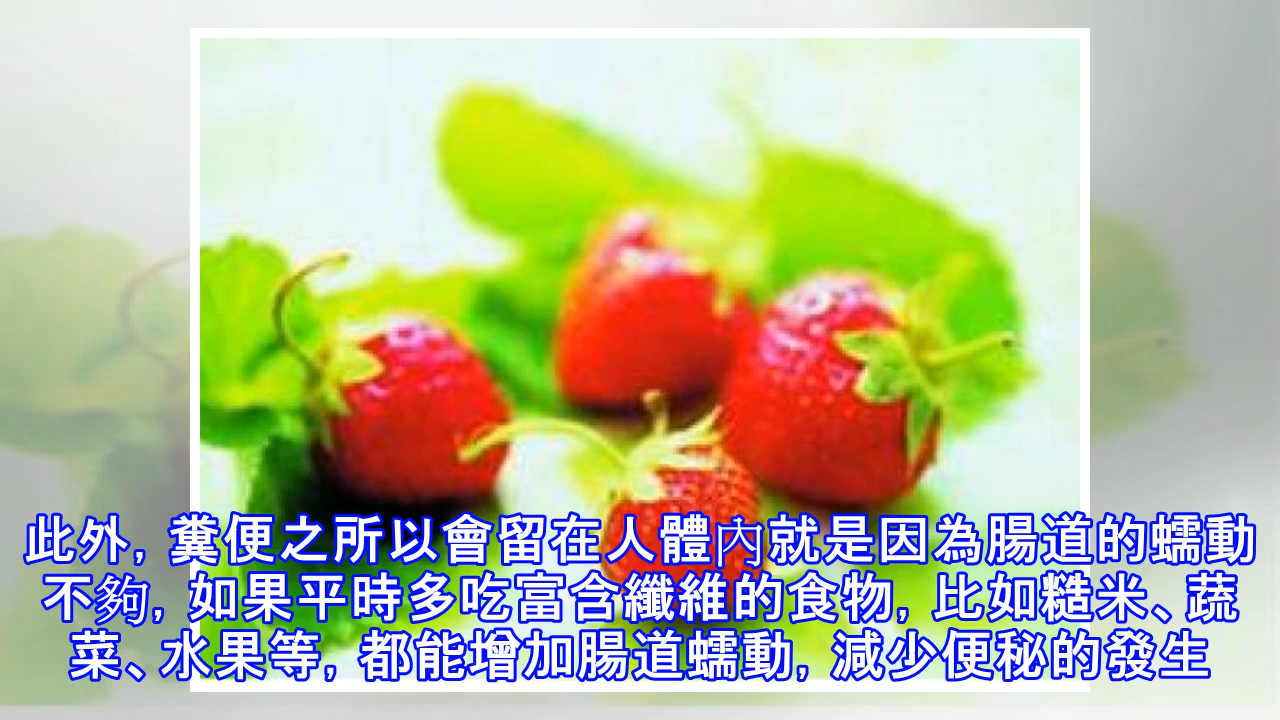 此外, 糞便之所以會留在人體內就是因為腸道的蠕動
不夠, 如果平時多吃富含纖維的食物, 比如糙米、蔬
菜、水果等, 都能增加腸道蠕動, 減少便秘的發生